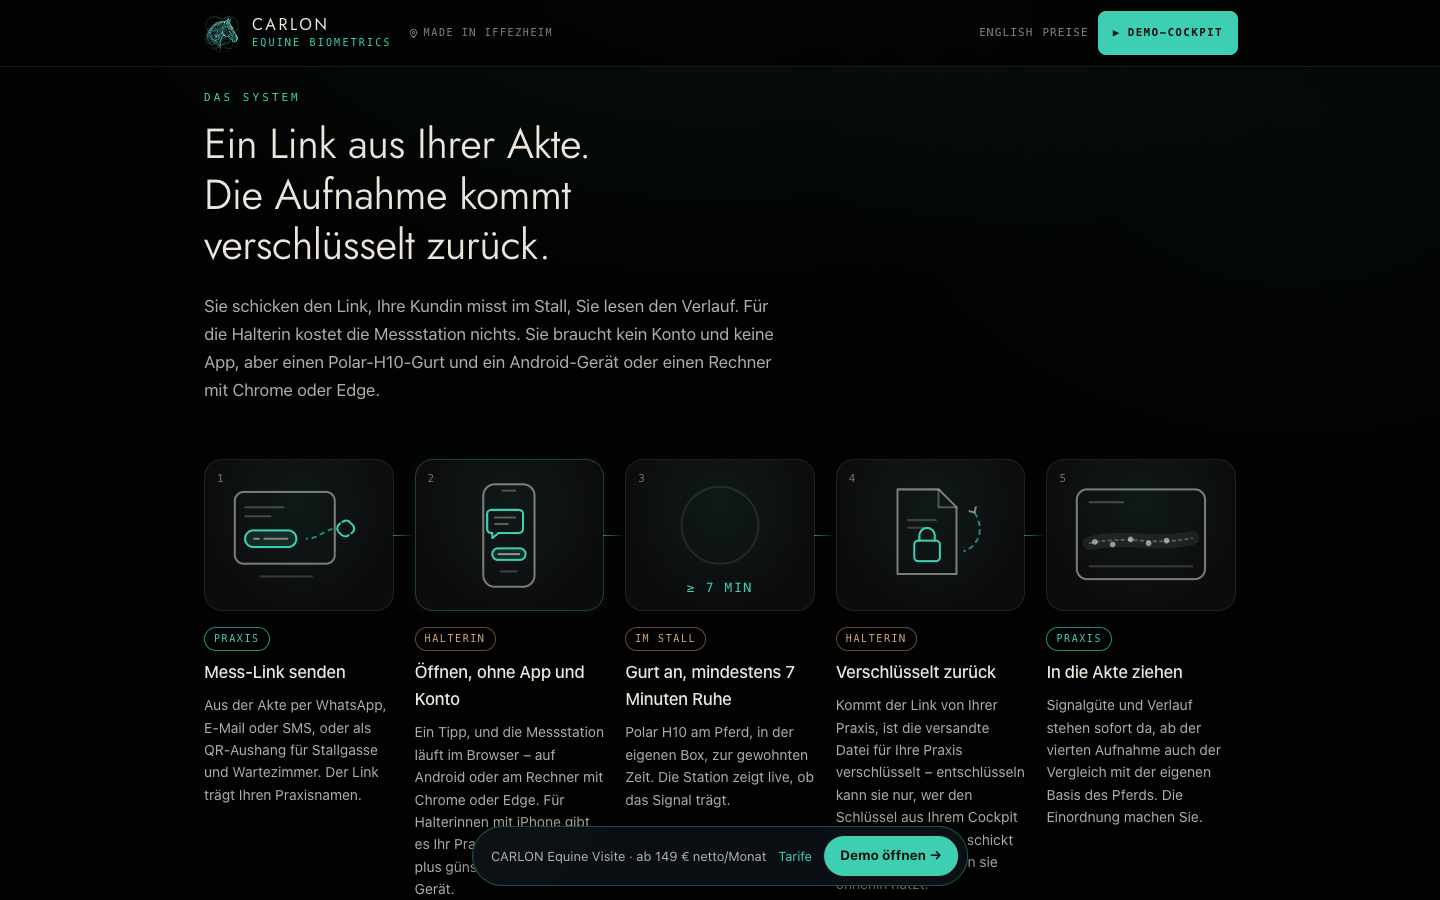 CARLON
EQUINE BIOMETRICS
MADE IN IFFEZHEIM
ENGLISH PREISE
▶ DEMO-COCKPIT
DAS SYSTEM
Ein Link aus Ihrer Akte.
Die Aufnahme kommt
verschlüsselt zurück.
Sie schicken den Link, Ihre Kundin misst im Stall, Sie lesen den Verlauf. Für
die Halterin kostet die Messstation nichts. Sie braucht kein Konto und keine
App, aber einen Polar-H10-Gurt und ein Android-Gerät oder einen Rechner
mit Chrome oder Edge.
1
PRAXIS
Mess-Link senden
Aus der Akte per WhatsApp,
E-Mail oder SMS, oder als
QR-Aushang für Stallgasse
und Wartezimmer. Der Link
trägt Ihren Praxisnamen.
2
HALTERIN
Öffnen, ohne App und
Konto
Ein Tipp, und die Messstation
läuft im Browser – auf
Android oder am Rechner mit
Chrome oder Edge. Für
Halterinnen mit iPhone gibt
es Ihr
plus
Gerät.
3
≥ 7 MIN
IM STALL
Gurt an, mindestens 7
Minuten Ruhe
Polar H10 am Pferd, in der
eigenen Box, zur gewohnten
Zeit. Die Station zeigt live, ob
das Signal trägt.
4
HALTERIN
Verschlüsselt zurück
Kommt der Link von Ihrer
Praxis, ist die versandte
Datei für Ihre Praxis
verschlüsselt – entschlüsseln
kann sie nur, wer den
Schlüssel aus Ihrem Cockpit
schickt
sie
5
PRAXIS
In die Akte ziehen
Signalgüte und Verlauf
stehen sofort da, ab der
vierten Aufnahme auch der
Vergleich mit der eigenen
Basis des Pferds. Die
Einordnung machen Sie.
CARLON Equine Visite · ab 149 € netto/Monat Tarife Demo öffnen →